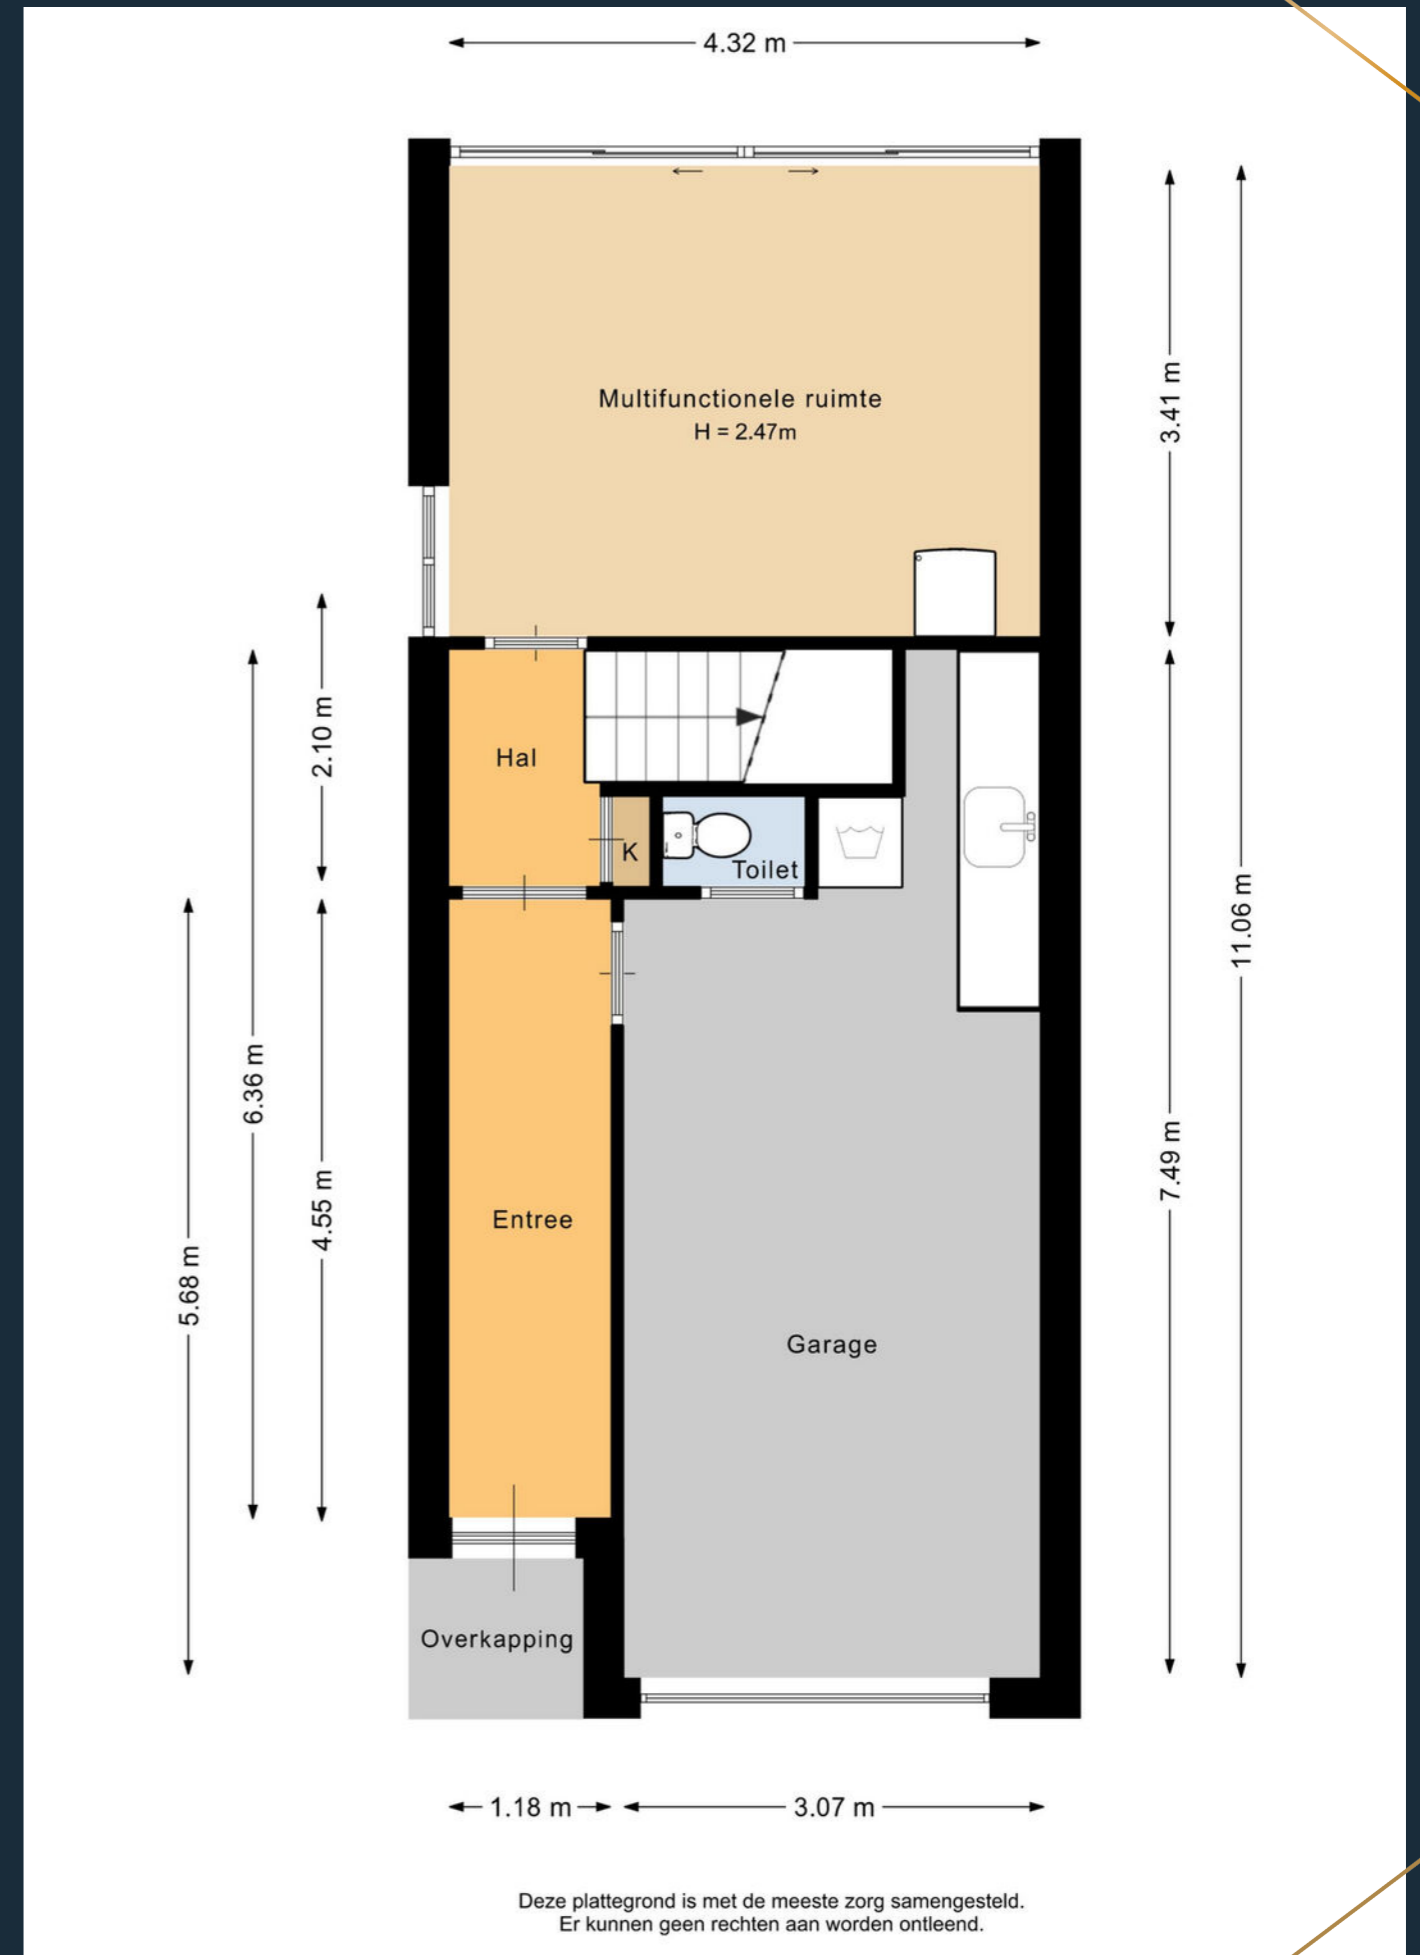 4.32 m
Multifunctionele ruimte
H = 2.47m
3.41 m
2.10 m
Hal
K
Toilet
11.06 m
6.36 m
7.49 m
4.55 m
Entree
5.68 m
Garage
Overkapping
1.18 m
3.07 m
Deze plattegrond is met de meeste zorg samengesteld.
Er kunnen geen rechten aan worden ontleend.